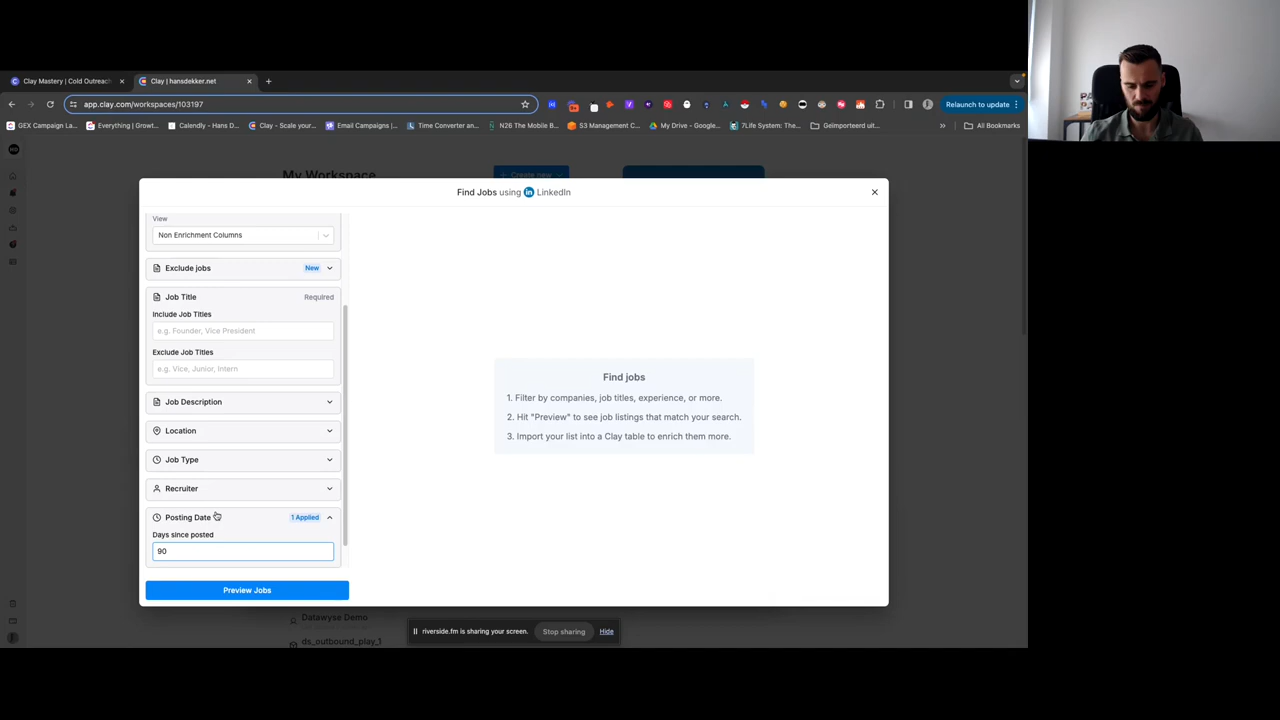 Clay Mastery | Cold Outreac
Clay | hansdekker.net
app.clay.com/workspaces/103197
Relaunch to update
GEX Campaign La...
Everything | Growt...
Calendly - Hans D...
Clay - Scale your...
Email Campaigns |...
Time Converter an...
N26 The Mobile B...
S3 Management C...
My Drive - Google...
7Life System: The...
Geïmporteerd uit...
All Bookmarks
My Workspace
Create new
Find Jobs using LinkedIn
View
Non Enrichment Columns
Exclude jobs
New
Job Title
Required
Include Job Titles
e.g. Founder, Vice President
Exclude Job Titles
e.g. Vice, Junior, Intern
Job Description
Location
Job Type
Recruiter
Posting Date
1 Applied
Days since posted
90
Preview Jobs
Find jobs
1. Filter by companies, job titles, experience, or more.
2. Hit "Preview" to see job listings that match your search.
3. Import your list into a Clay table to enrich them more.
Datawyse Demo
ds_outbound_play_1
riverside.fm is sharing your screen.
Stop sharing
Hide